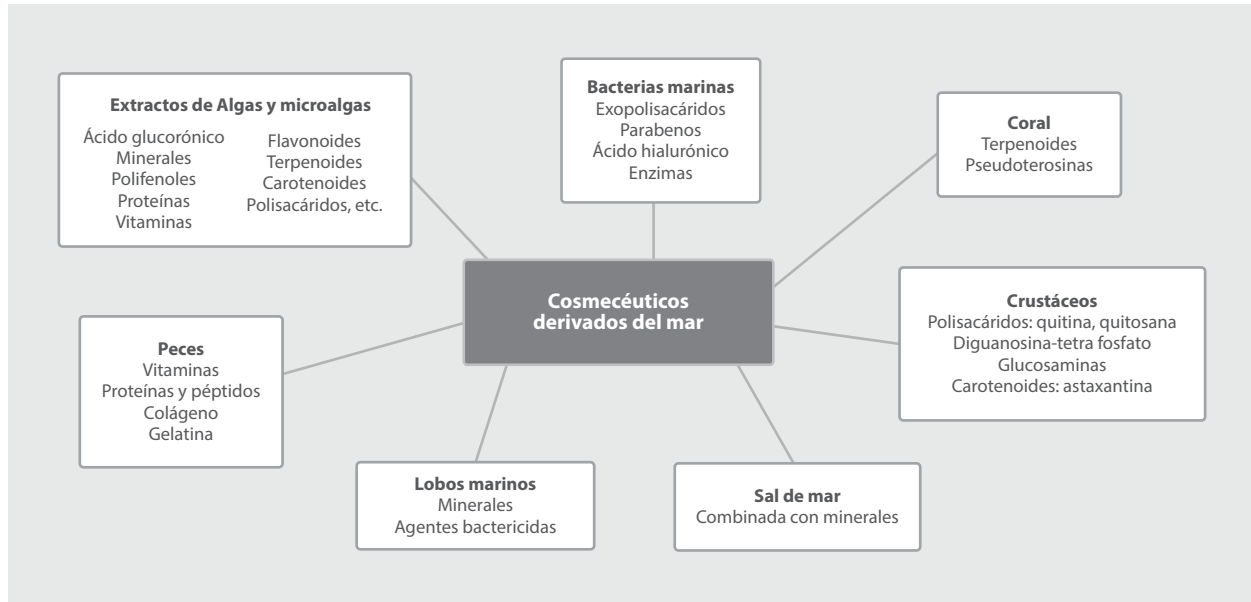 Extractos de Algas y microalgas
Ácido glucorónico
Minerales
Polifenoles
Proteínas
Vitaminas
Flavonoides
Terpenoides
Carotenoides
Polisacáridos, etc.
Bacterias marinas
Exopolisacáridos
Parabenos
Ácido hialurónico
Enzimas
Coral
Terpenoides
Pseudoterosinas
Cosmecéuticos
derivados del mar
Crustáceos
Polisacáridos: quitina, quitosana
Diguanosina-tetra fosfato
Glucosaminas
Carotenoides: astaxantina
Peces
Vitaminas
Proteínas y péptidos
Colágeno
Gelatina
Lobos marinos
Minerales
Agentes bactericidas
Sal de mar
Combinada con minerales